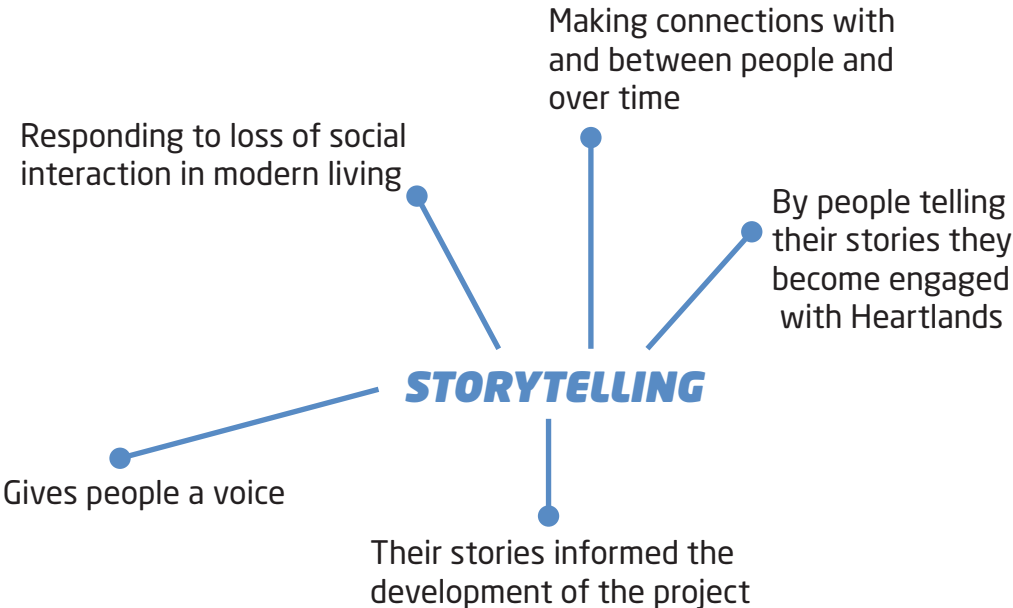 Making connections with
and between people and
over time
Responding to loss of social
interaction in modern living
By people telling
their stories they
become engaged
with Heartlands
STORYTELLING
Gives people a voice
Their stories informed the
development of the project